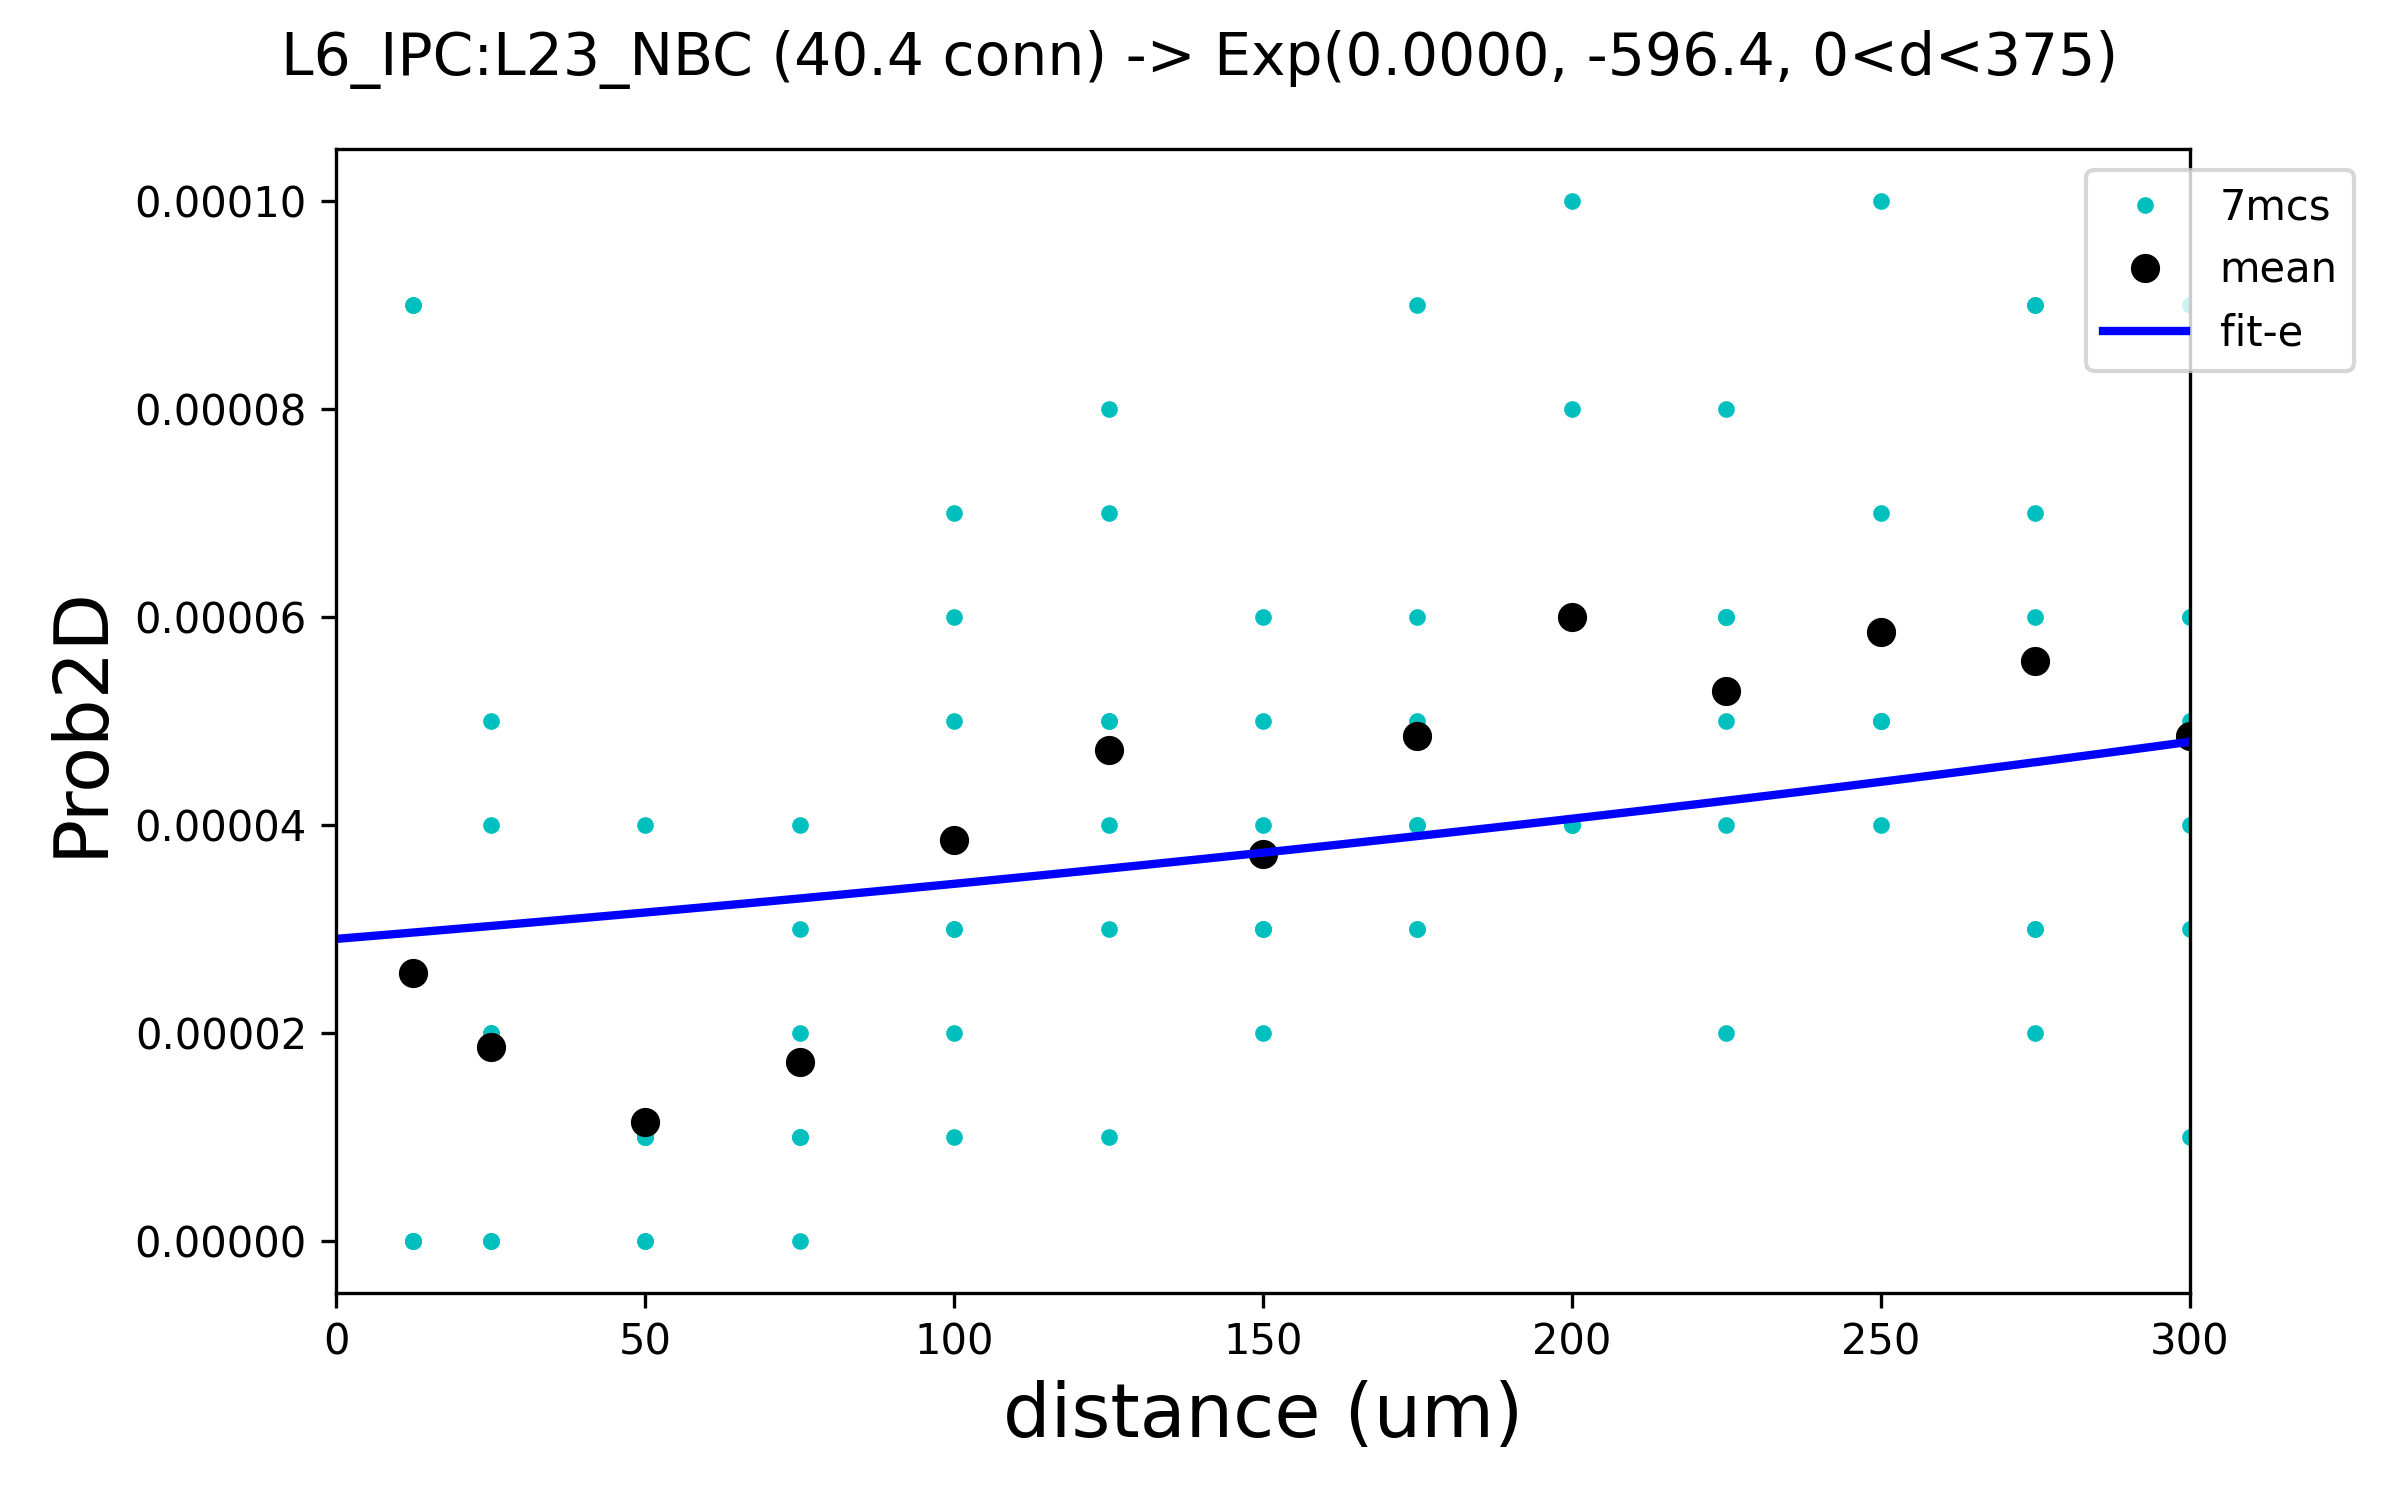 L6_IPC:L23_NBC (40.4 conn) -> Exp(0.0000, -596.4, 0<d<375)
0.00010
0.00008
0.00006
0.00004
0.00002
0.00000
Prob2D
7mcs
mean
fit-e
0 50 100 150 200 250 300
distance (um)